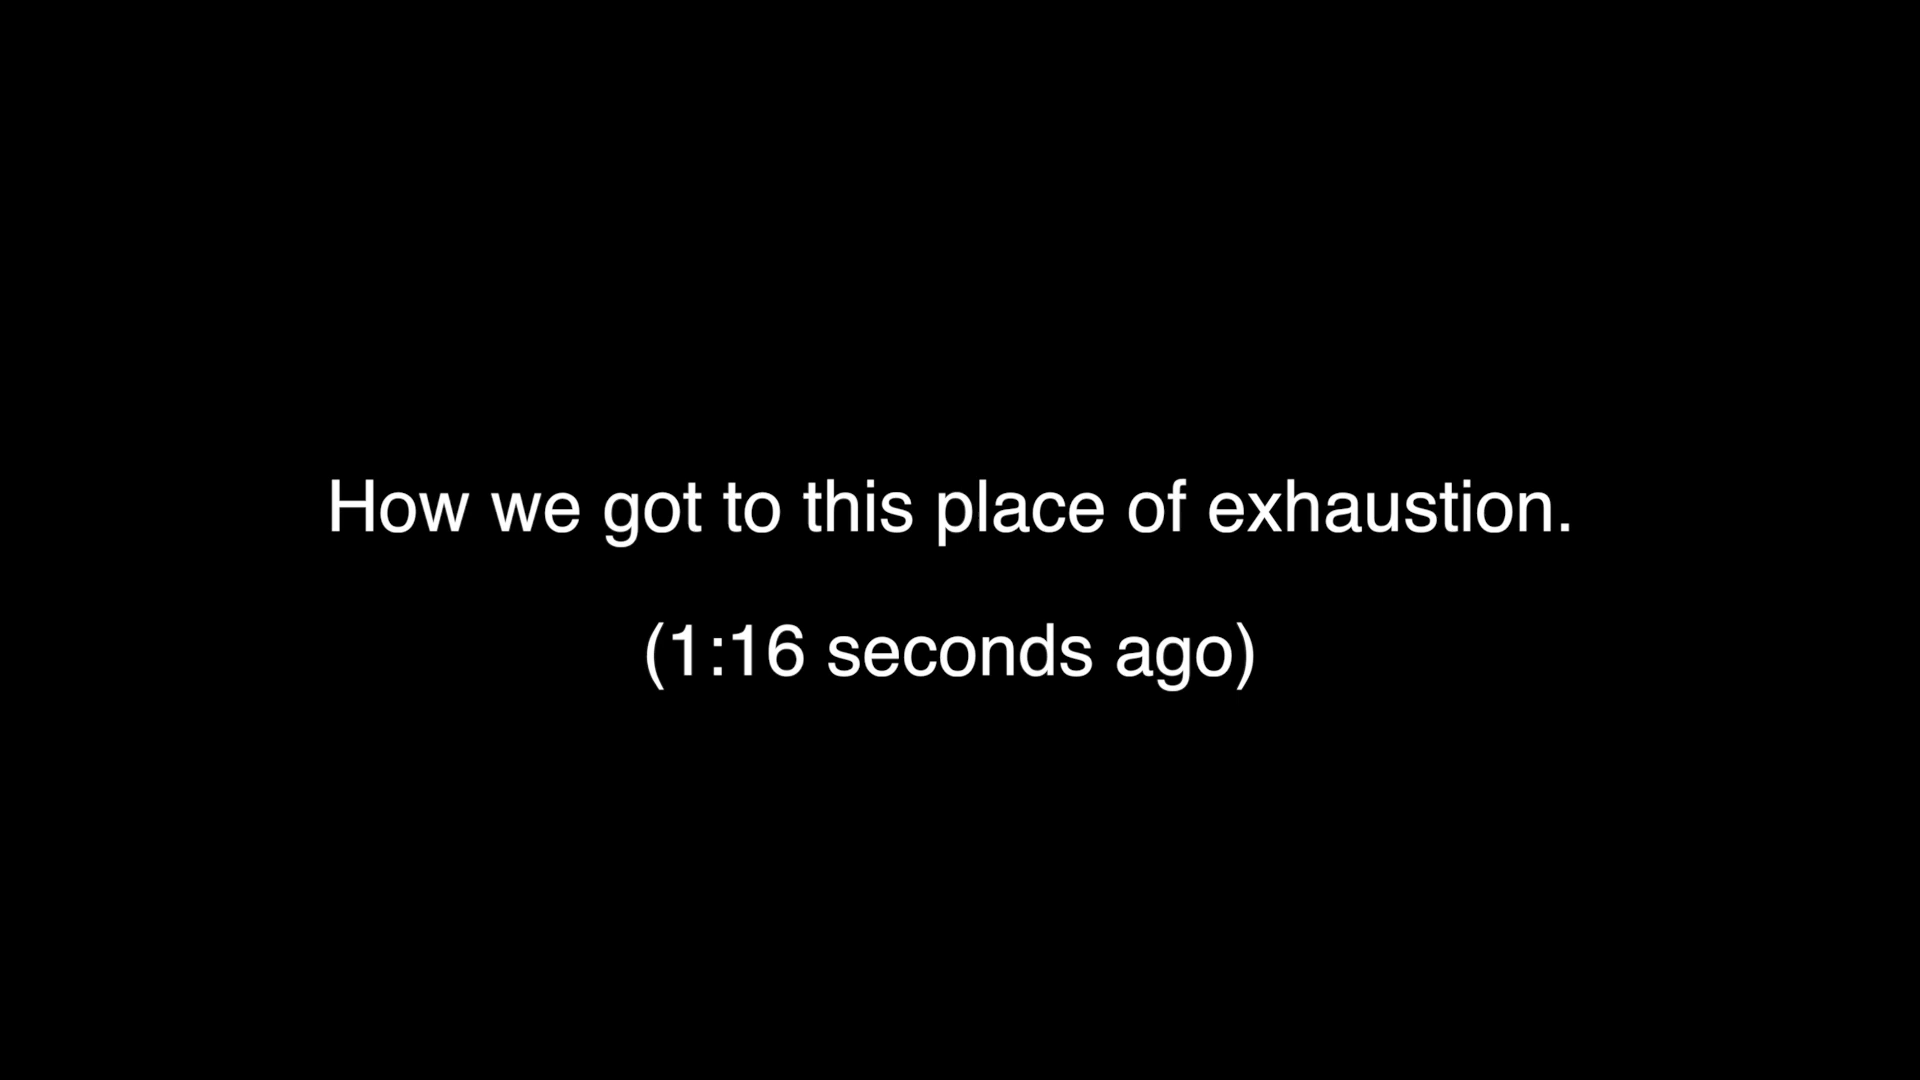 How we got to this place of exhaustion.
(1:16 seconds ago)